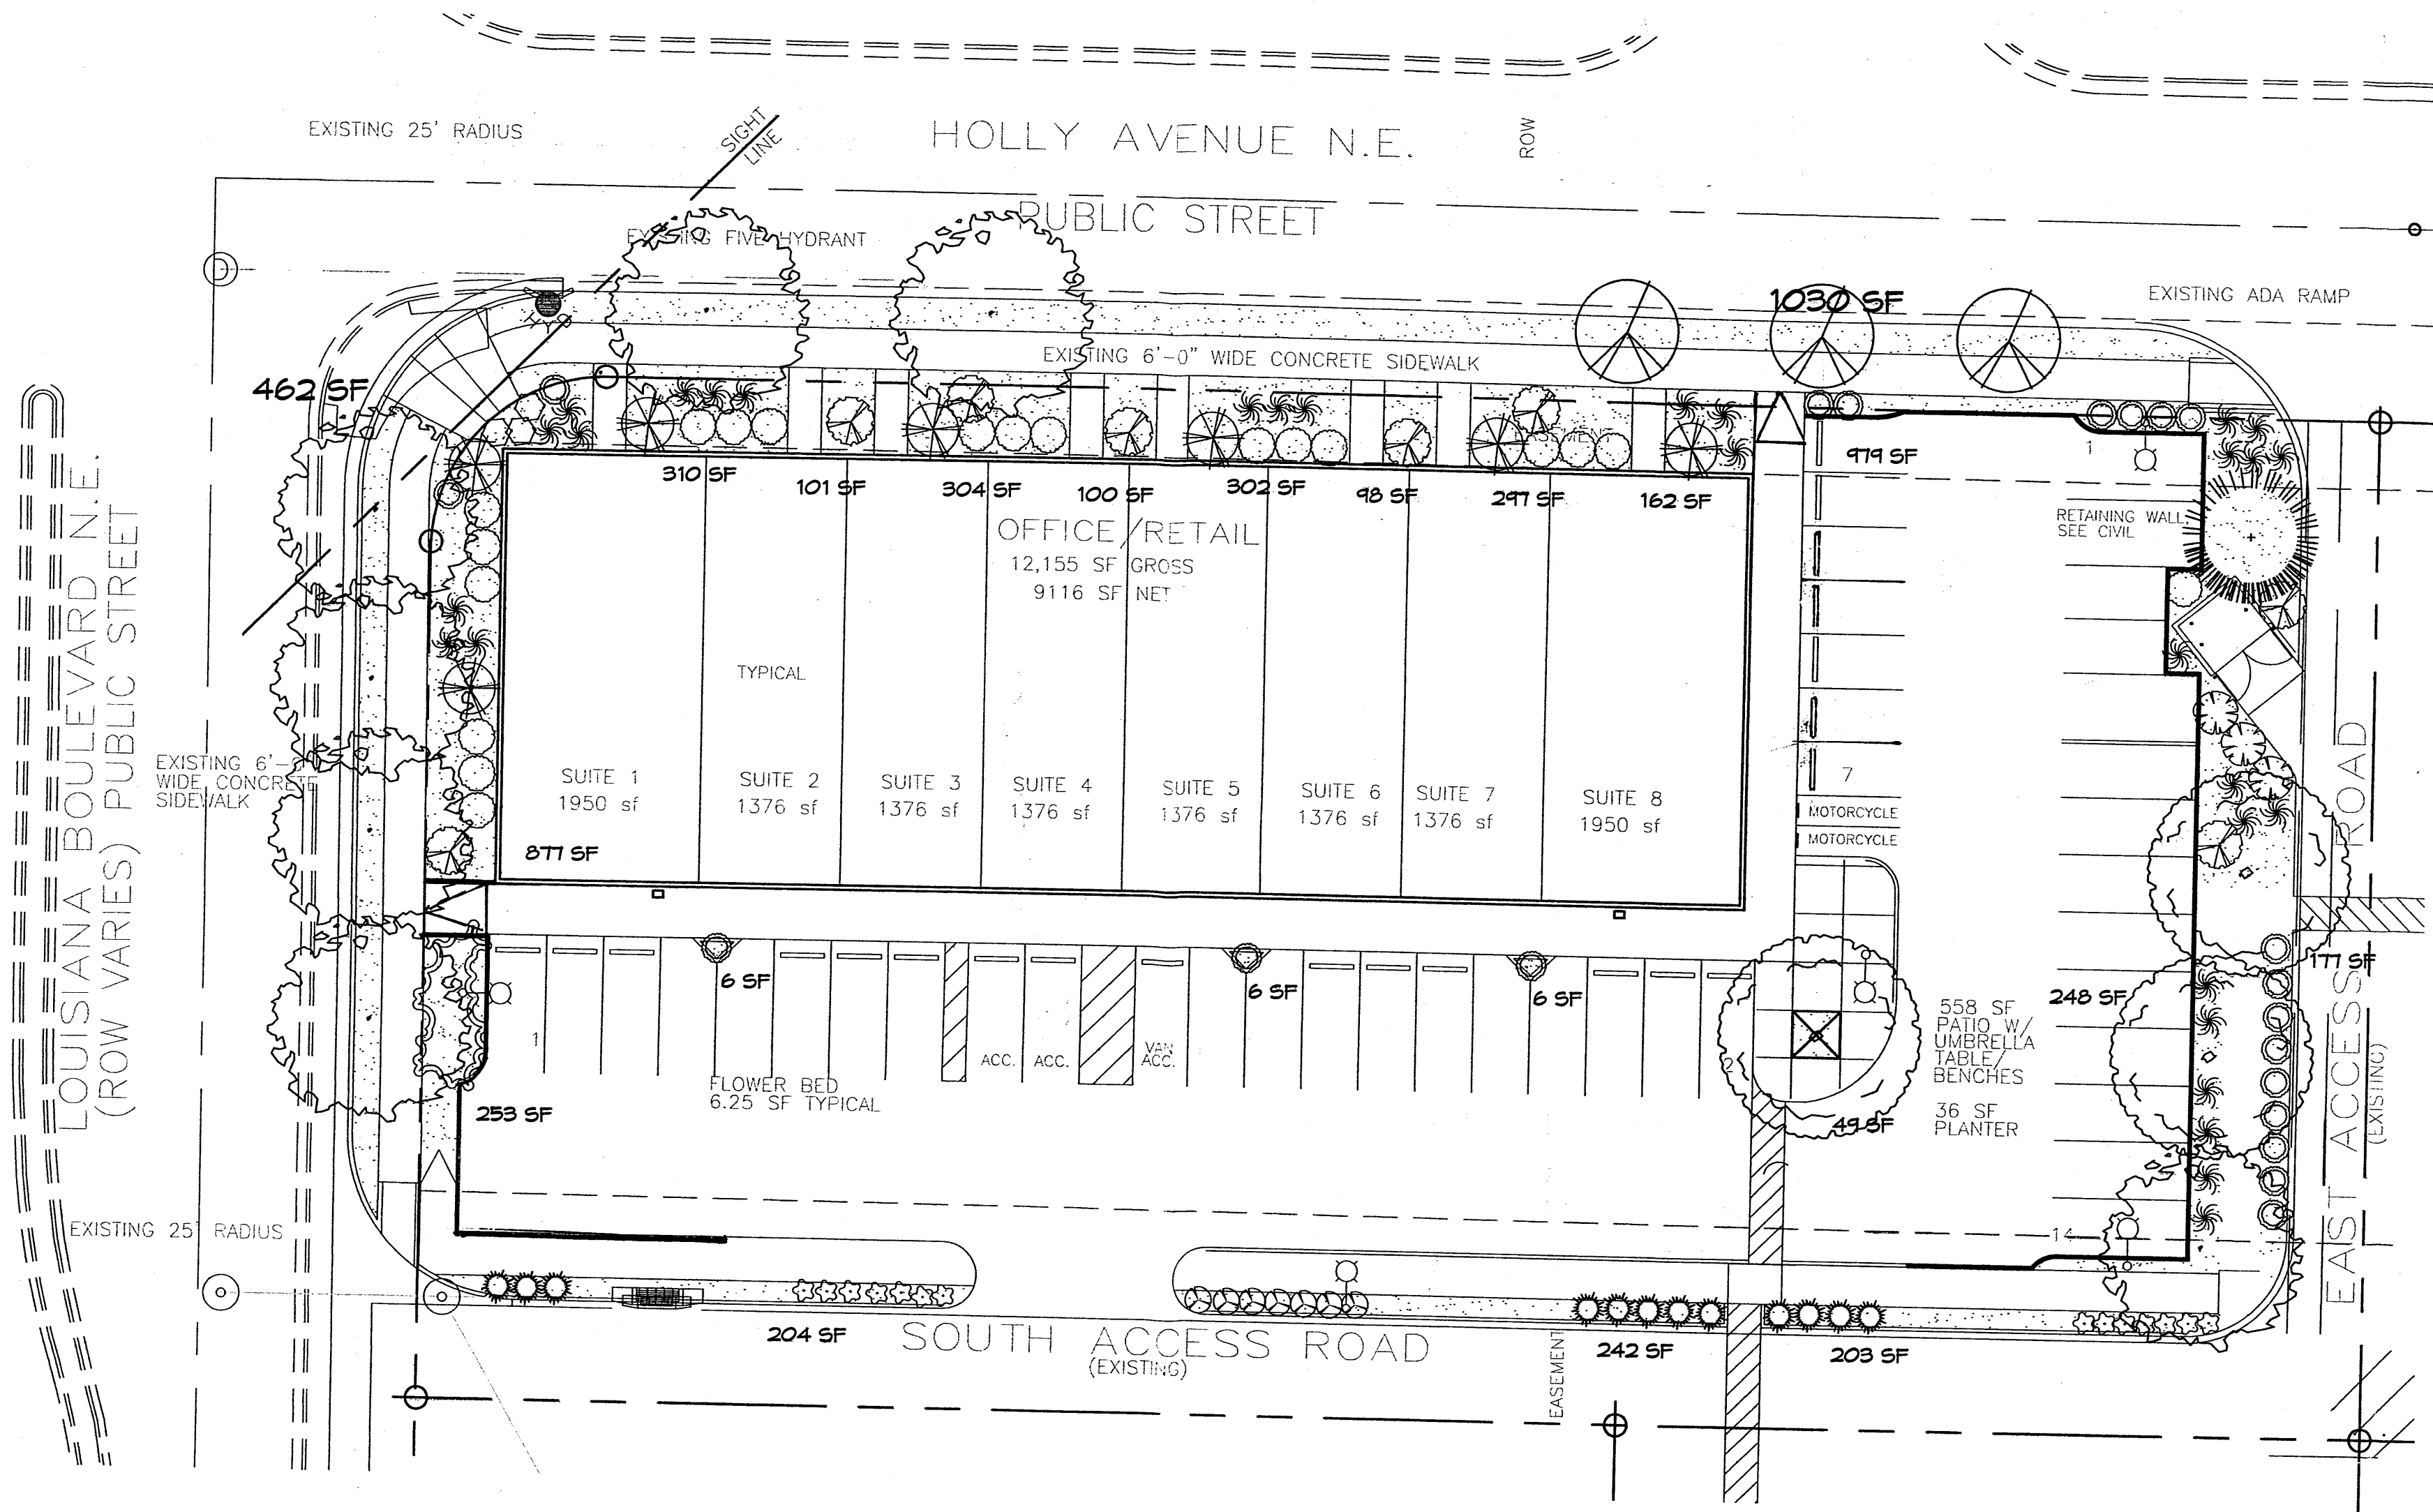 EXISTING 25' RADIUS
SIGHT
LINE
HOLLY AVENUE N.E.
ROW
PUBLIC STREET
HYDRANT
EXISTING ADA RAMP
1030 SF
EXISTING 6'-0" WIDE CONCRETE SIDEWALK
462 SF
979 SF
1
310 SF
101 SF
304 SF
100 SF
302 SF
98 SF
297 SF
162 SF
RETAINING WALL,
SEE CIVIL
OFFICE/RETAIL
12,155 SF GROSS
9116 SF NET
TYPICAL
LOUISIANA BOULEVARD N.E.
(ROW VARIES) PUBLIC STREET
EXISTING 6'-
WIDE CONCRETE
SIDEWALK
SUITE 1
1950 sf
SUITE 2
1376 sf
SUITE 3
1376 sf
SUITE 4
1376 sf
SUITE 5
1376 sf
SUITE 6
1376 sf
SUITE 7
1376 sf
SUITE 8
1950 sf
7
MOTORCYCLE
MOTORCYCLE
877 SF
6 SF
6 SF
6 SF
177 SF
248 SF
558 SF
PATIO W/
UMBRELLA
TABLE/
BENCHES
36 SF
PLANTER
1
ACC.
ACC.
VAN
ACC.
2
FLOWER BED
6.25 SF TYPICAL
253 SF
49 SF
EAST ACCESS ROAD
(EXISTING)
14
EXISTING 25' RADIUS
204 SF
SOUTH ACCESS ROAD
(EXISTING)
EASEMENT
242 SF
203 SF